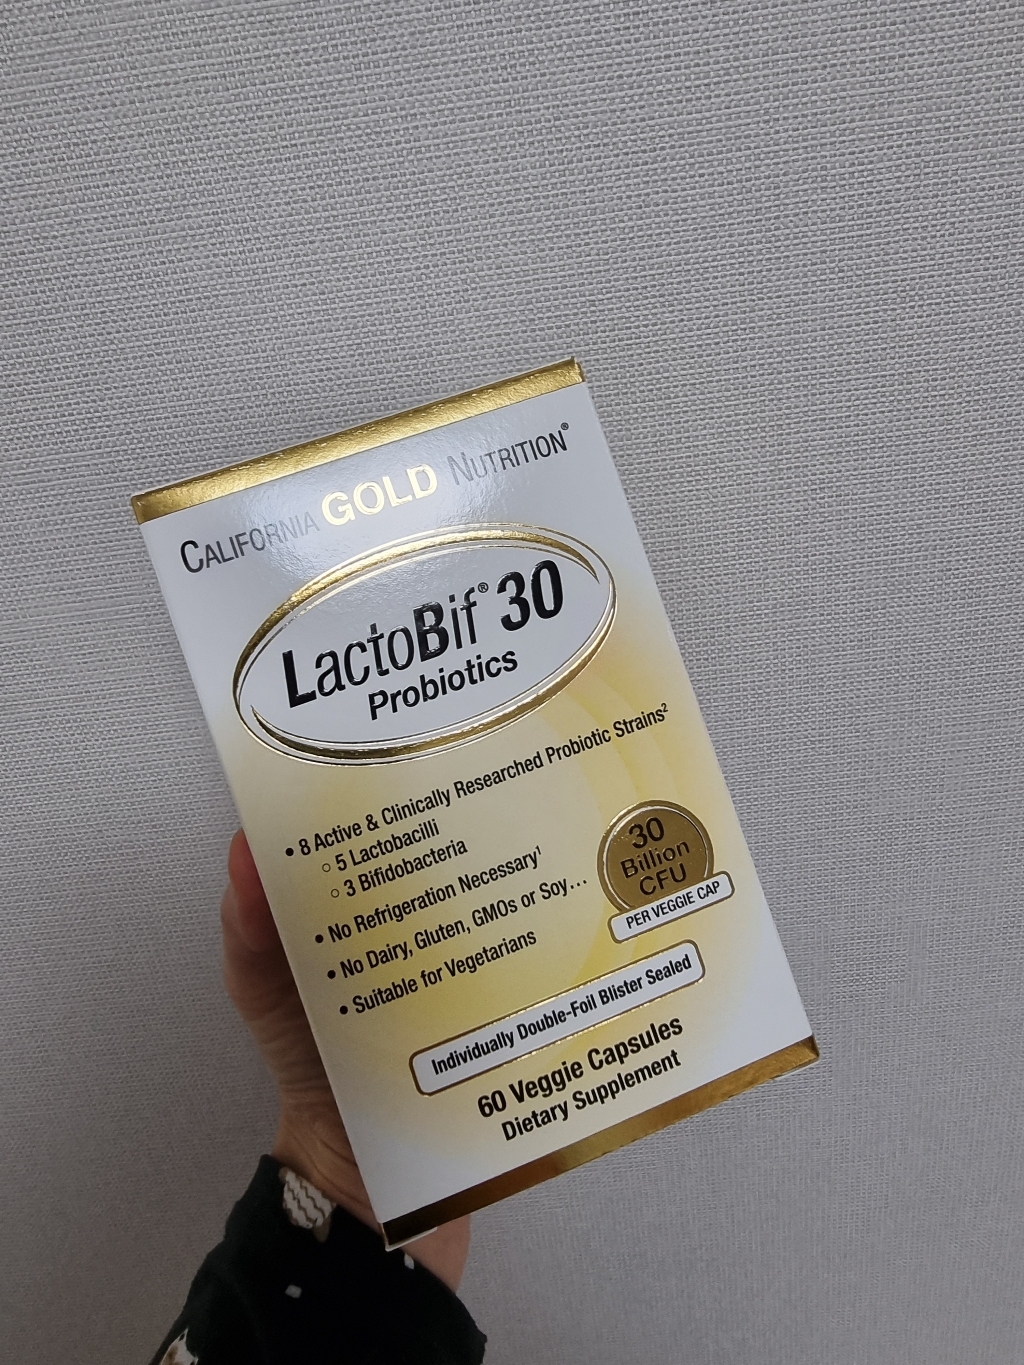 CALIFORNIA GOLD NUTRITION®
LactoBif® 30
Probiotics
• 8 Active & Clinically Researched Probiotic Strains²
○ 5 Lactobacilli
○ 3 Bifidobacteria
• No Refrigeration Necessary¹
• No Dairy, Gluten, GMOs or Soy...
• Suitable for Vegetarians
30
Billion
CFU
PER VEGGIE CAP
Individually Double-Foil Blister Sealed
60 Veggie Capsules
Dietary Supplement